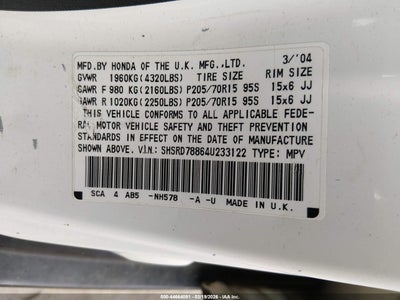 MFD.BY HONDA OF THE U.K. MFG.,LTD. 3/'04
GVWR 1960KG(4320LBS) TIRE SIZE RIM SIZE
GAWR F 980 KG(2160LBS) P205/70R15 95S 15x6 JJ
GAWR R 1020KG(2250LBS) P205/70R15 95S 15x6 JJ
THIS VEHICLE CONFORMS TO ALL APPLICABLE FEDE-
RAL MOTOR VEHICLE SAFETY AND THEFT PREVENTION
STANDARDS IN EFFECT ON THE DATE OF MANUFACTURE
SHOWN ABOVE. V.I.N.: SHSRD78864U233122 TYPE: MPV
SCA 4 AB5 -NH578 -A -U MADE IN U.K.
000-44664091 - 03/19/2026 - IAA Inc.